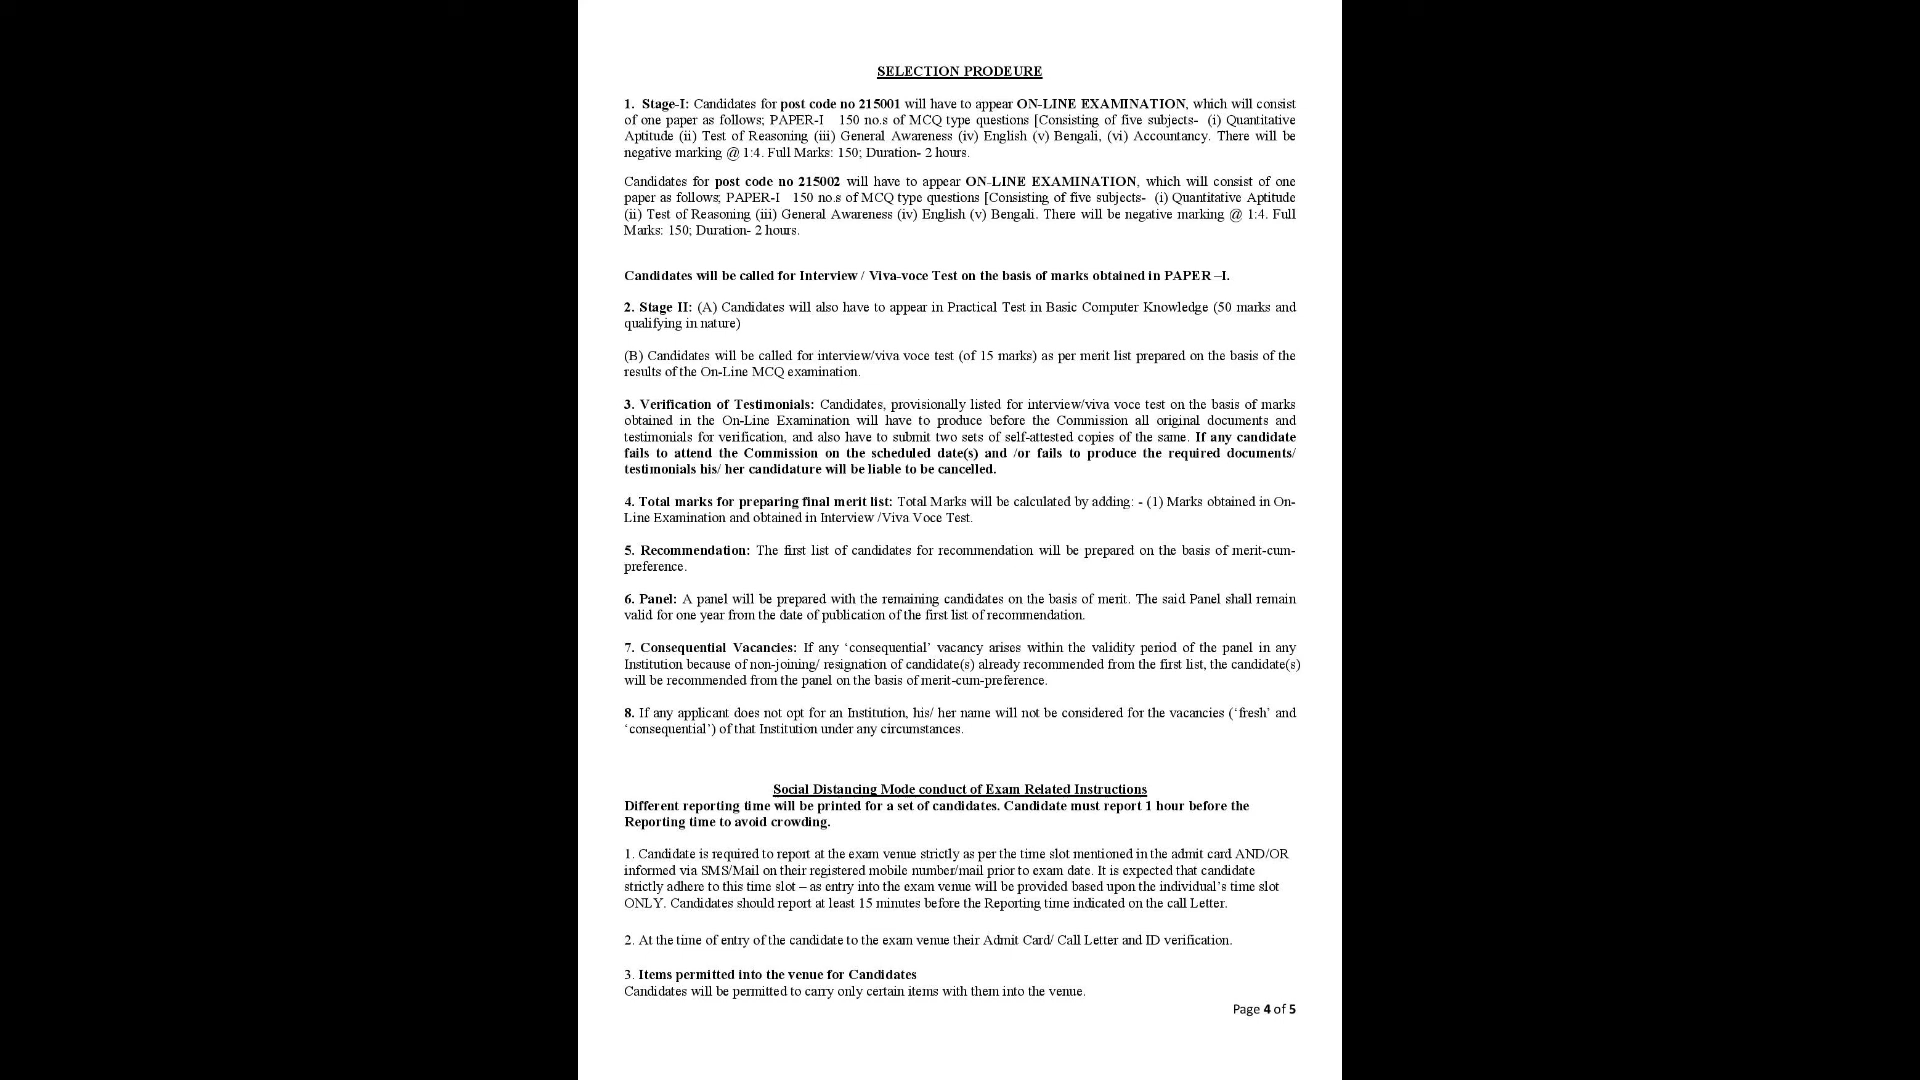 SELECTION PRODEURE
1. Stage-I: Candidates for post code no 215001 will have to appear ON-LINE EXAMINATION, which will consist
of one paper as follows; PAPER-I 150 no.s of MCQ type questions [Consisting of five subjects- (i) Quantitative
Aptitude (ii) Test of Reasoning (iii) General Awareness (iv) English (v) Bengali, (vi) Accountancy. There will be
negative marking @ 1:4. Full Marks: 150; Duration- 2 hours.
Candidates for post code no 215002 will have to appear ON-LINE EXAMINATION, which will consist of one
paper as follows; PAPER-I 150 no.s of MCQ type questions [Consisting of five subjects- (i) Quantitative Aptitude
(ii) Test of Reasoning (iii) General Awareness (iv) English (v) Bengali. There will be negative marking @ 1:4. Full
Marks: 150; Duration- 2 hours.
Candidates will be called for Interview / Viva-voce Test on the basis of marks obtained in PAPER –I.
2. Stage II: (A) Candidates will also have to appear in Practical Test in Basic Computer Knowledge (50 marks and
qualifying in nature)
(B) Candidates will be called for interview/viva voce test (of 15 marks) as per merit list prepared on the basis of the
results of the On-Line MCQ examination.
3. Verification of Testimonials: Candidates, provisionally listed for interview/viva voce test on the basis of marks
obtained in the On-Line Examination will have to produce before the Commission all original documents and
testimonials for verification, and also have to submit two sets of self-attested copies of the same. If any candidate
fails to attend the Commission on the scheduled date(s) and /or fails to produce the required documents/
testimonials his/ her candidature will be liable to be cancelled.
4. Total marks for preparing final merit list: Total Marks will be calculated by adding: - (1) Marks obtained in On-
Line Examination and obtained in Interview /Viva Voce Test.
5. Recommendation: The first list of candidates for recommendation will be prepared on the basis of merit-cum-
preference.
6. Panel: A panel will be prepared with the remaining candidates on the basis of merit. The said Panel shall remain
valid for one year from the date of publication of the first list of recommendation.
7. Consequential Vacancies: If any ‘consequential’ vacancy arises within the validity period of the panel in any
Institution because of non-joining/ resignation of candidate(s) already recommended from the first list, the candidate(s)
will be recommended from the panel on the basis of merit-cum-preference.
8. If any applicant does not opt for an Institution, his/ her name will not be considered for the vacancies (‘fresh’ and
‘consequential’) of that Institution under any circumstances.
Social Distancing Mode conduct of Exam Related Instructions
Different reporting time will be printed for a set of candidates. Candidate must report 1 hour before the
Reporting time to avoid crowding.
1. Candidate is required to report at the exam venue strictly as per the time slot mentioned in the admit card AND/OR
informed via SMS/Mail on their registered mobile number/mail prior to exam date. It is expected that candidate
strictly adhere to this time slot – as entry into the exam venue will be provided based upon the individual’s time slot
ONLY. Candidates should report at least 15 minutes before the Reporting time indicated on the call Letter.
2. At the time of entry of the candidate to the exam venue their Admit Card/ Call Letter and ID verification.
3. Items permitted into the venue for Candidates
Candidates will be permitted to carry only certain items with them into the venue.
Page 4 of 5